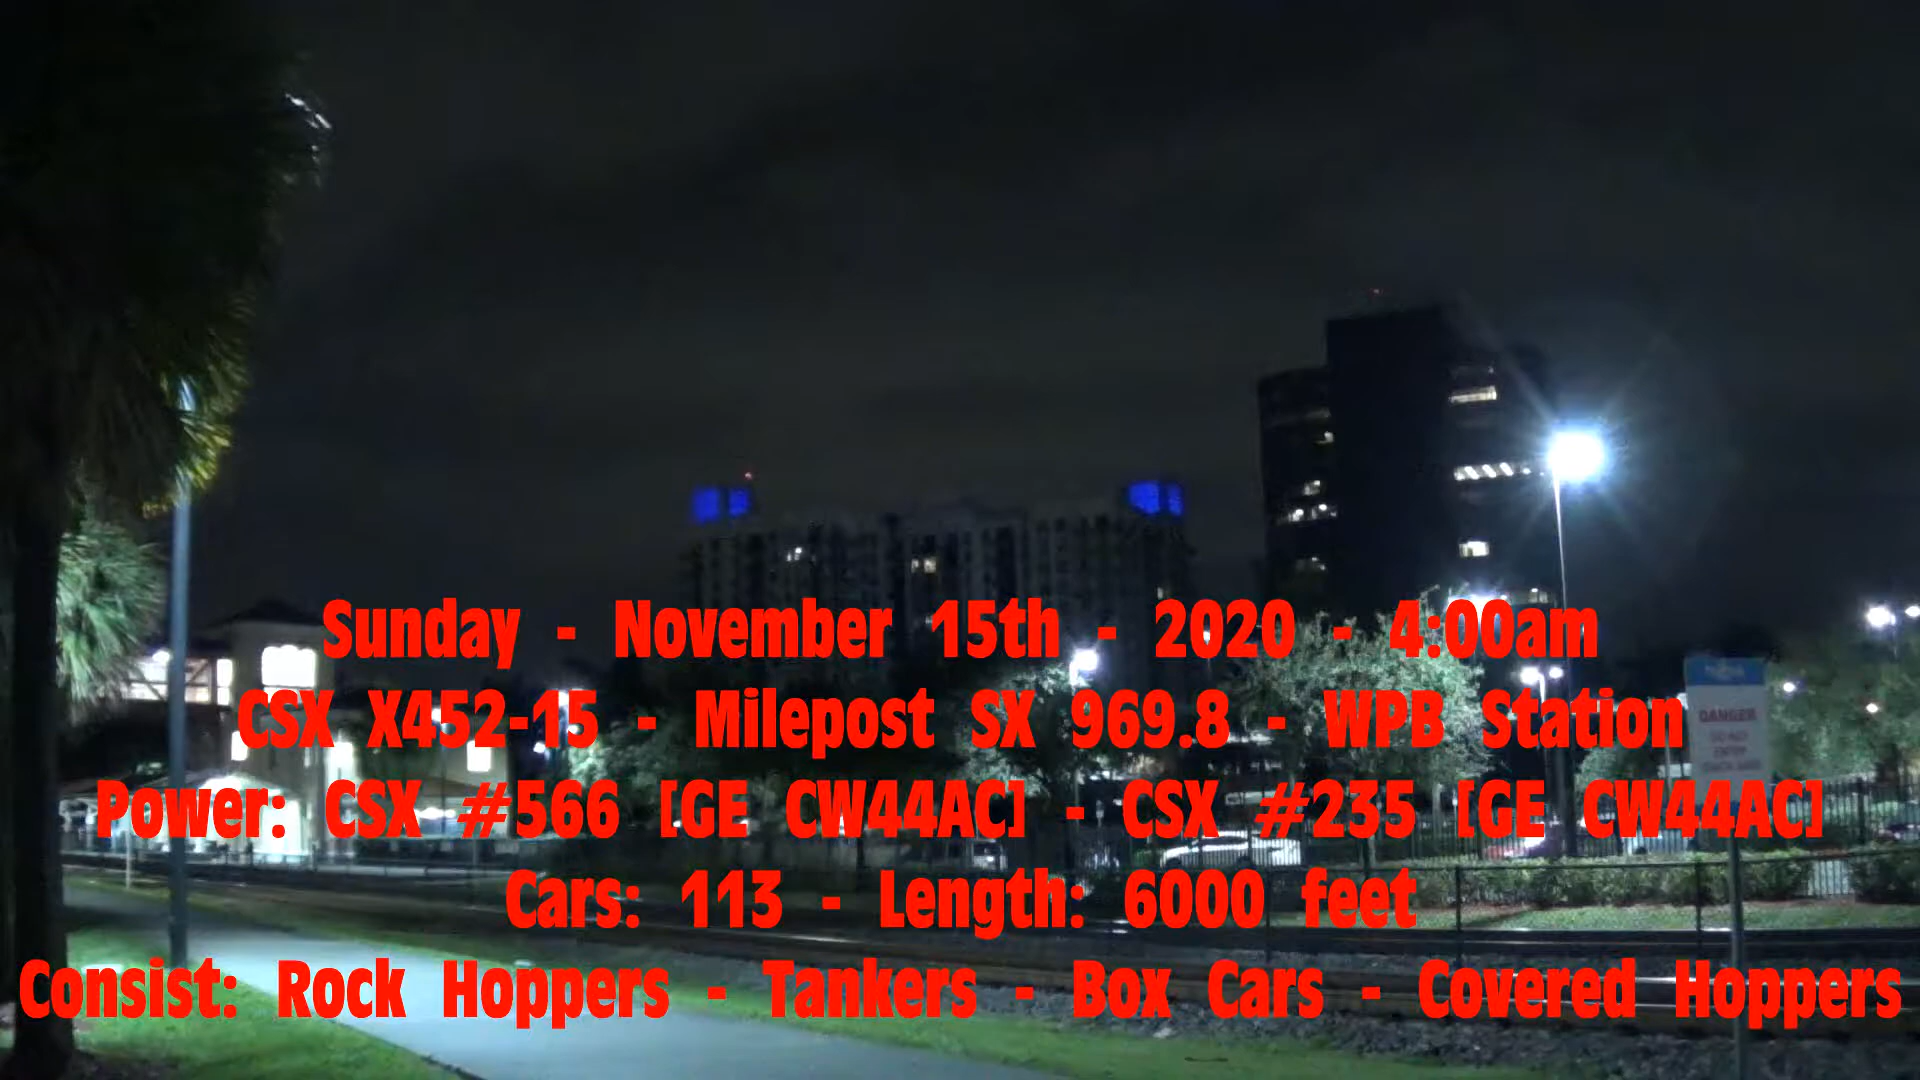 Sunday - November 15th - 2020 - 4:00am
CSX X452-15 - Milepost SX 969.8 - WPB Station
DANGER
Power: CSX #566 [GE CW44AC] - CSX #235 [GE CW44AC]
Cars: 113 - Length: 6000 feet
Consist: Rock Hoppers - Tankers - Box Cars - Covered Hoppers